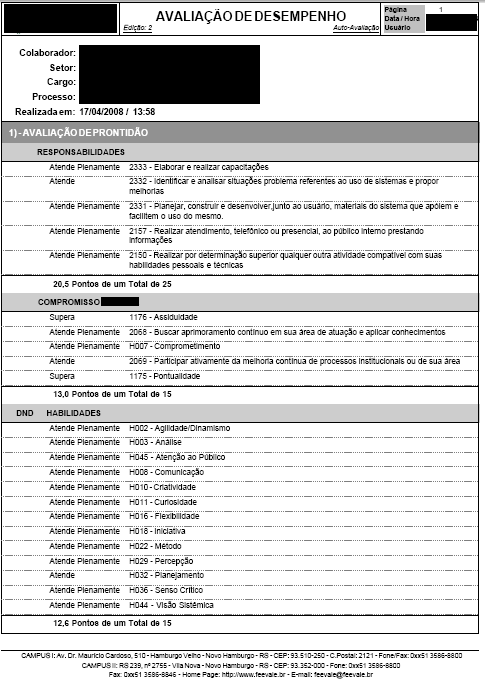 AVALIAÇÃO DE DESEMPENHO
Edição: 2
Auto-Avaliação
Página 1
Data / Hora
Usuário
Colaborador:
Setor:
Cargo:
Processo:
Realizada em: 17/04/2008 / 13:58
1) - AVALIAÇÃO DE PRONTIDÃO
RESPONSABILIDADES
Atende Plenamente 2333 - Elaborar e realizar capacitações
Atende 2332 - Identificar e analisar situações problema referentes ao uso de sistemas e propor
melhorias
Atende Plenamente 2331 - Planejar, construir e desenvolver,junto ao usuário, materiais do sistema que apóiem e
facilitem o uso do mesmo.
Atende Plenamente 2157 - Realizar atendimento, telefônico ou presencial, ao público interno prestando
informações
Atende Plenamente 2150 - Realizar por determinação superior qualquer outra atividade compatível com suas
habilidades pessoais e técnicas
20,5 Pontos de um Total de 25
COMPROMISSO
Supera 1176 - Assiduidade
Atende Plenamente 2068 - Buscar aprimoramento contínuo em sua área de atuação e aplicar conhecimentos
Atende Plenamente H007 - Comprometimento
Atende 2069 - Participar ativamente da melhoria contínua de processos institucionais ou de sua área
Supera 1175 - Pontualidade
13,0 Pontos de um Total de 15
DND HABILIDADES
Atende Plenamente H002 - Agilidade/Dinamismo
Atende Plenamente H003 - Análise
Atende Plenamente H045 - Atenção ao Público
Atende Plenamente H008 - Comunicação
Atende Plenamente H010 - Criatividade
Atende Plenamente H011 - Curiosidade
Atende Plenamente H016 - Flexibilidade
Atende Plenamente H018 - Iniciativa
Atende Plenamente H022 - Método
Atende Plenamente H029 - Percepção
Atende H032 - Planejamento
Atende Plenamente H036 - Senso Crítico
Atende Plenamente H044 - Visão Sistêmica
12,6 Pontos de um Total de 15
CAMPUS I: Av. Dr. Maurício Cardoso, 510 - Hamburgo Velho - Novo Hamburgo - RS - CEP: 93.510-250 - C.Postal: 2121 - Fone/Fax: 0xx51 3586-8800
CAMPUS II: RS 239, nº 2755 - Vila Nova - Novo Hamburgo - RS - CEP: 93.352-000 - Fone: 0xx51 3586-8800
Fax: 0xx51 3586-8846 - Home Page: http://www.feevale.br - E-mail: feevale@feevale.br